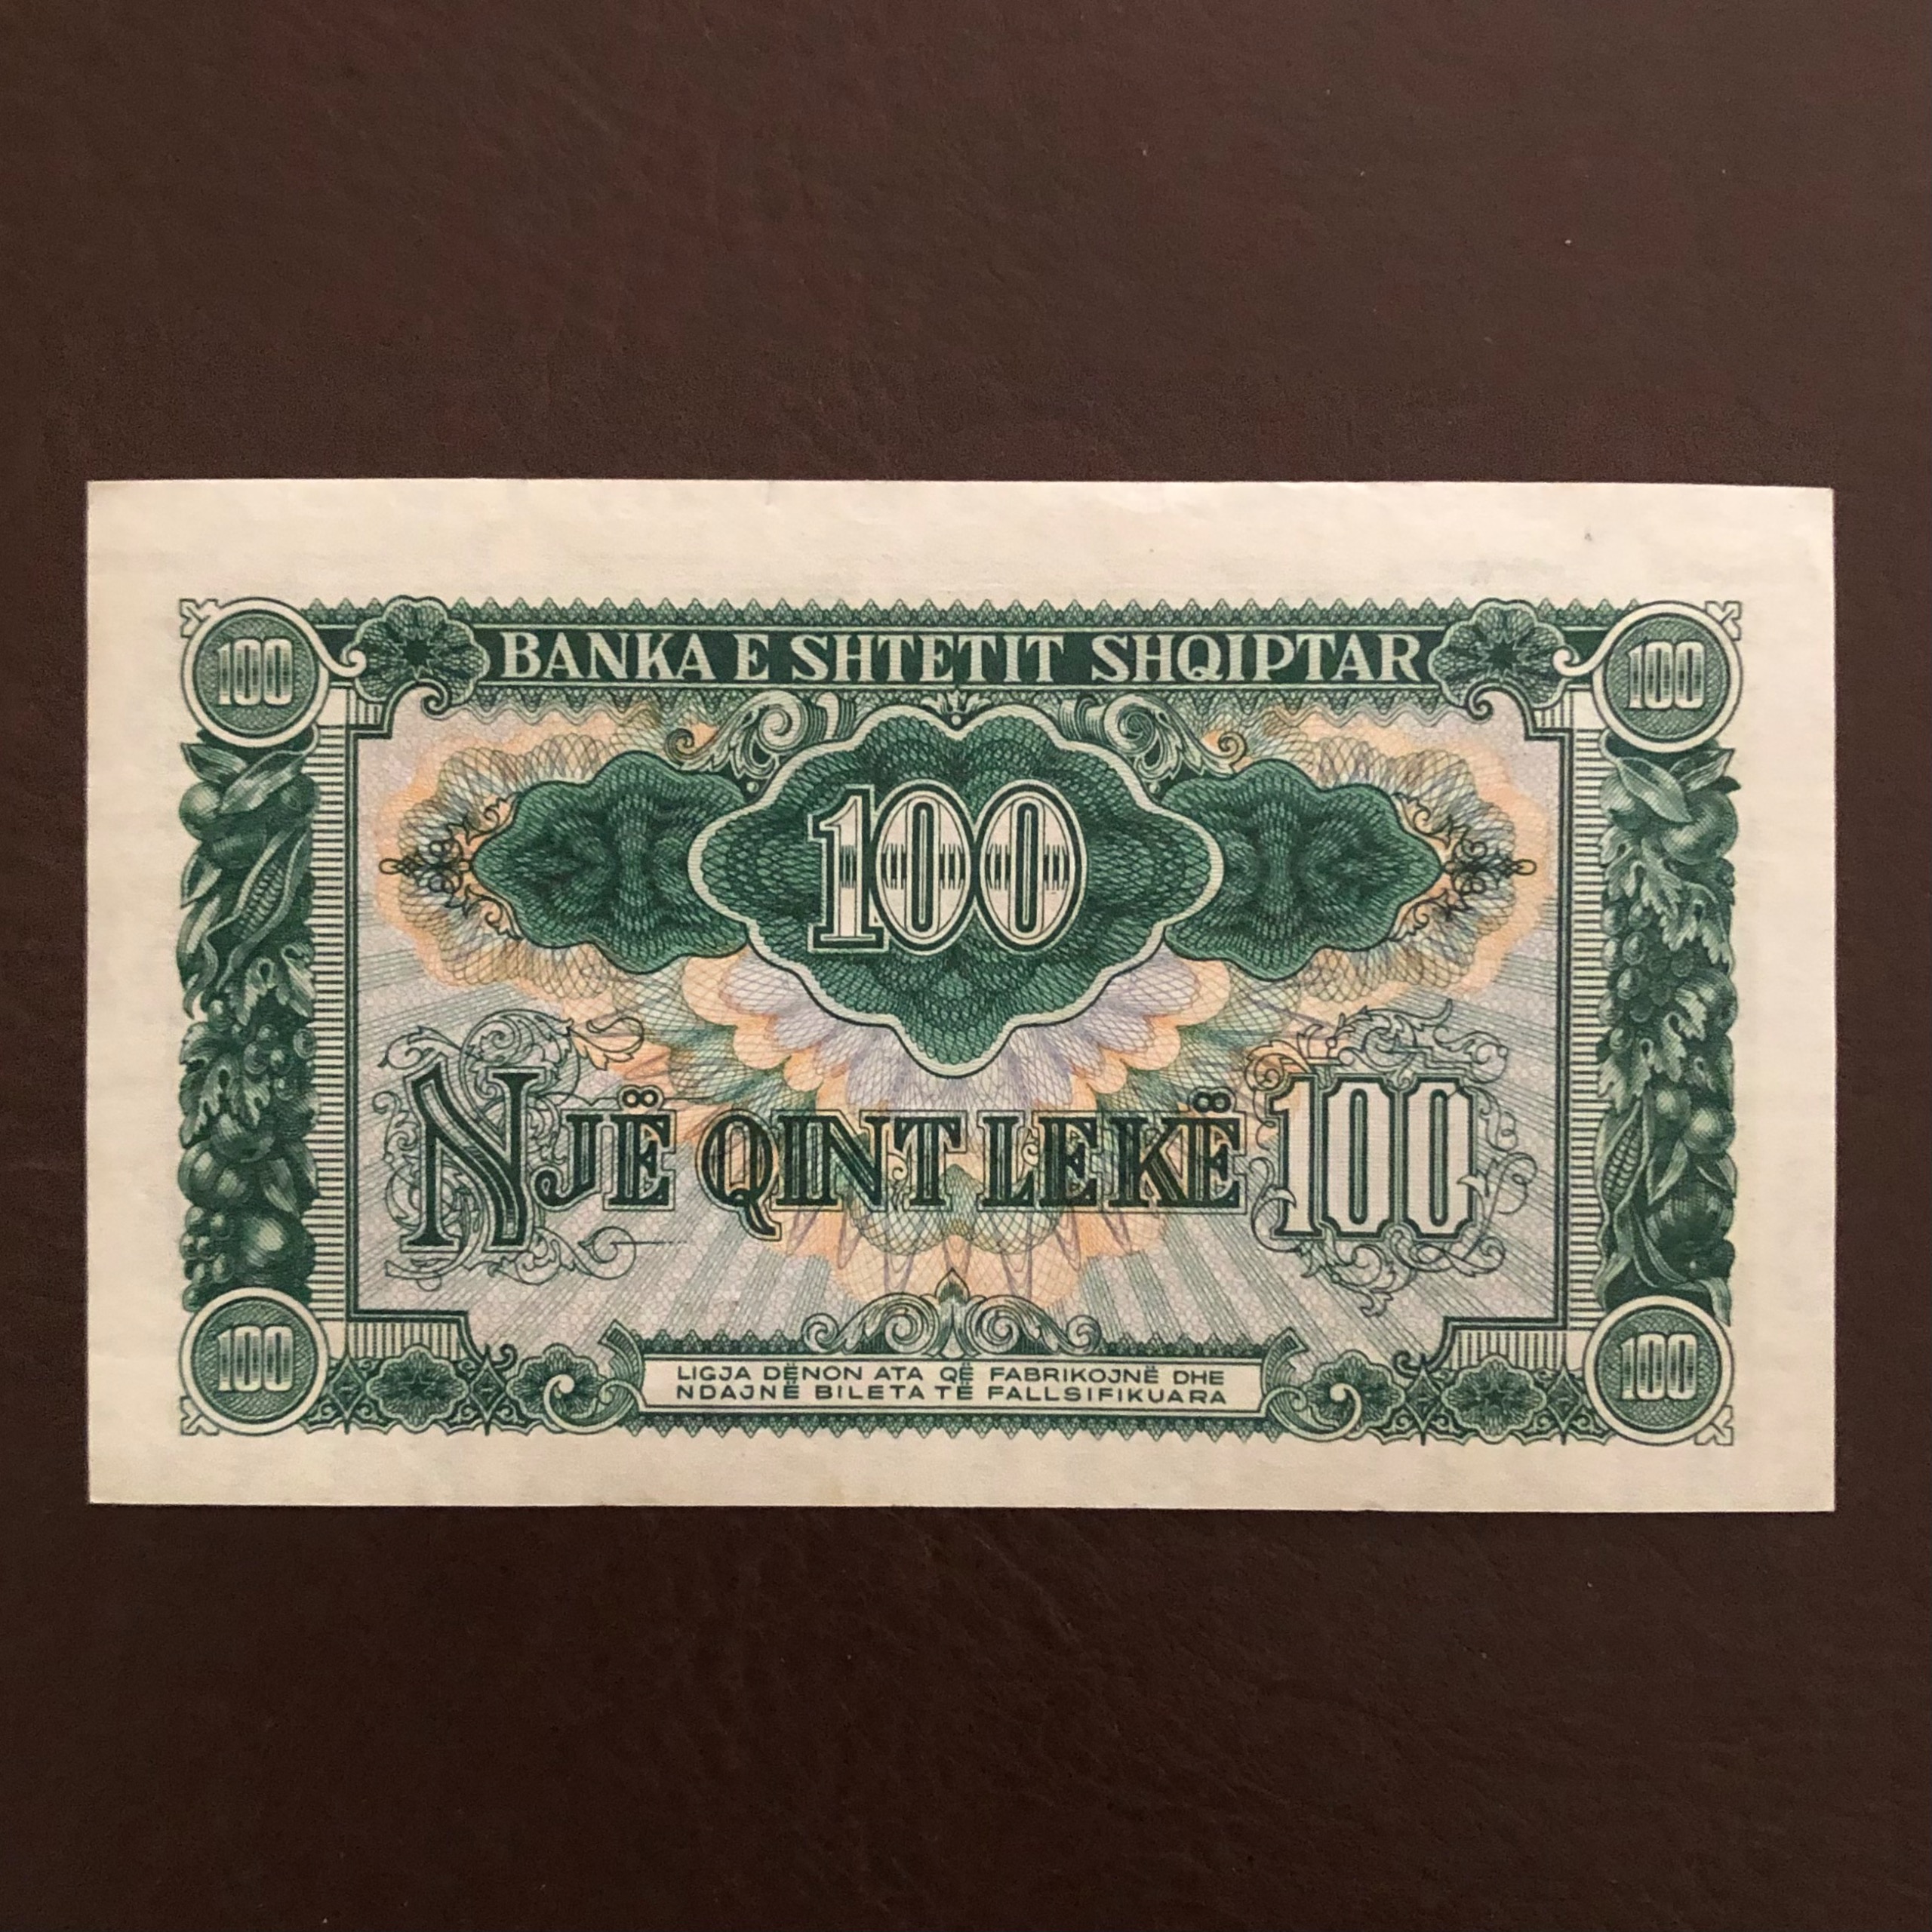 100 BANKA E SHTETIT SHQIPTAR 100
100
NJË QINT LEKË 100
100 LIGJA DËNON ATA QË FABRIKOJNË DHE 100
NDAJNË BILETA TË FALLSIFIKUARA